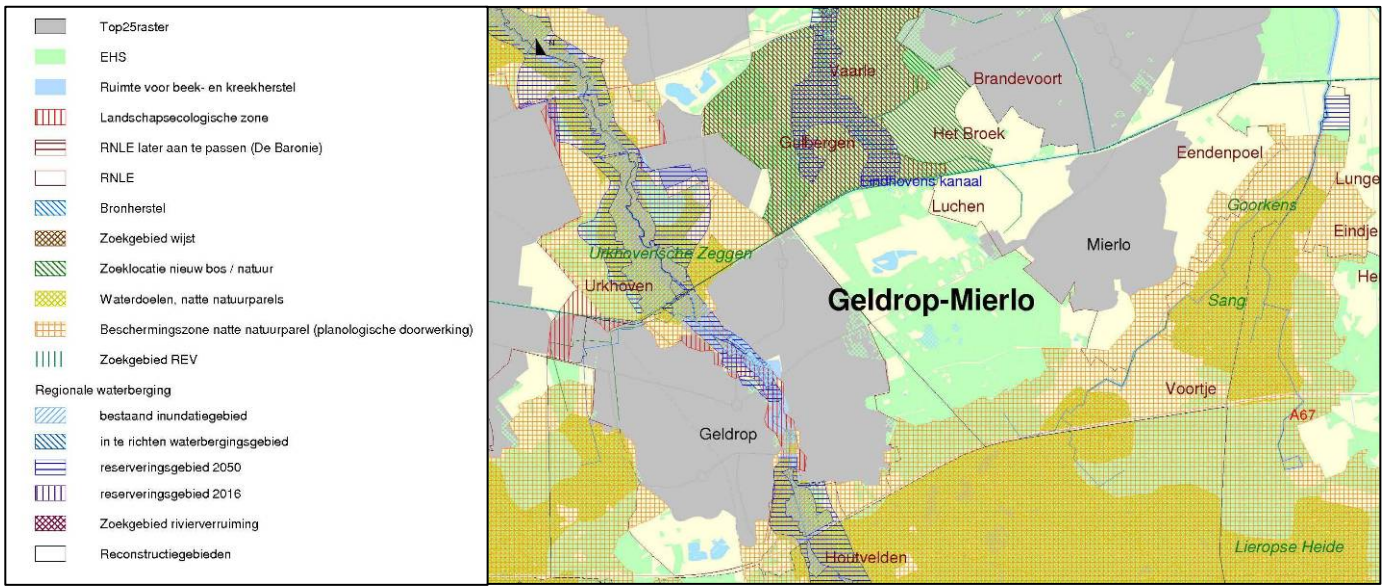 Top25raster
EHS
Ruimte voor beek- en kreekherstel
Landschapsecologische zone
RNLE later aan te passen (De Baronie)
RNLE
Bronherstel
Zoekgebied wijst
Zoeklocatie nieuw bos / natuur
Waterdoelen, natte natuurparels
Beschermingszone natte natuurparel (planologische doorwerking)
Zoekgebied REV
Regionale waterberging
bestaand inundatiegebied
in te richten waterbergingsgebied
reserveringsgebied 2050
reserveringsgebied 2016
Zoekgebied rivierverruiming
Reconstructiegebieden
Vaarle
Brandevoort
Gulbergen
Het Broek
Eendenpoel
Eindhovens kanaal
Lunge
Luchen
Goorkens
Eindje
Urkhovense Zeggen
Mierlo
Urkhoven
He
Geldrop-Mierlo
Sang
Voortje
A67
Geldrop
Houtvelden
Lieropse Heide